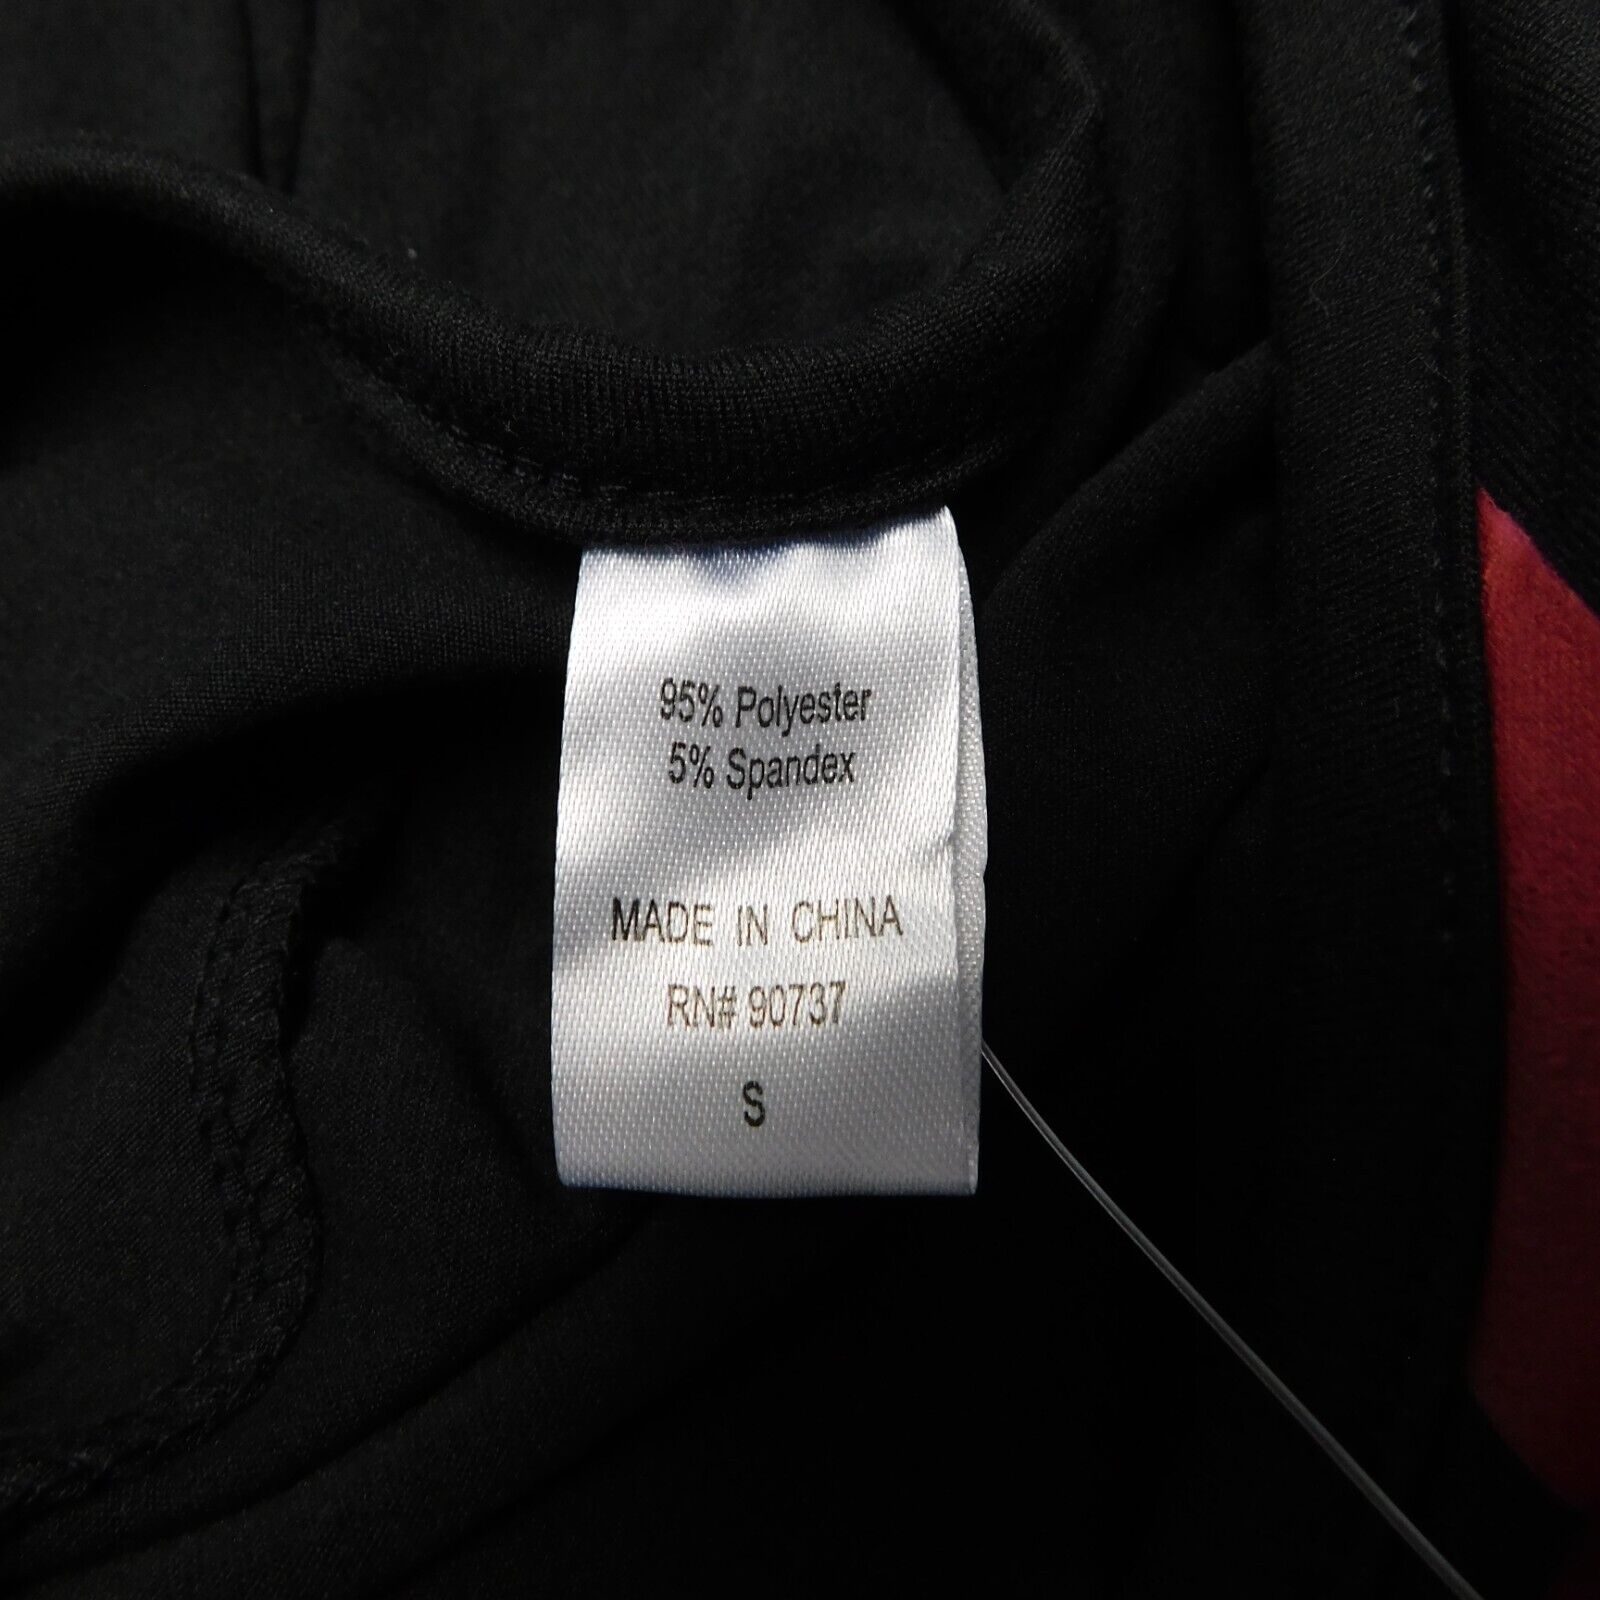 95% Polyester
5% Spandex
MADE IN CHINA
RN# 90737
S